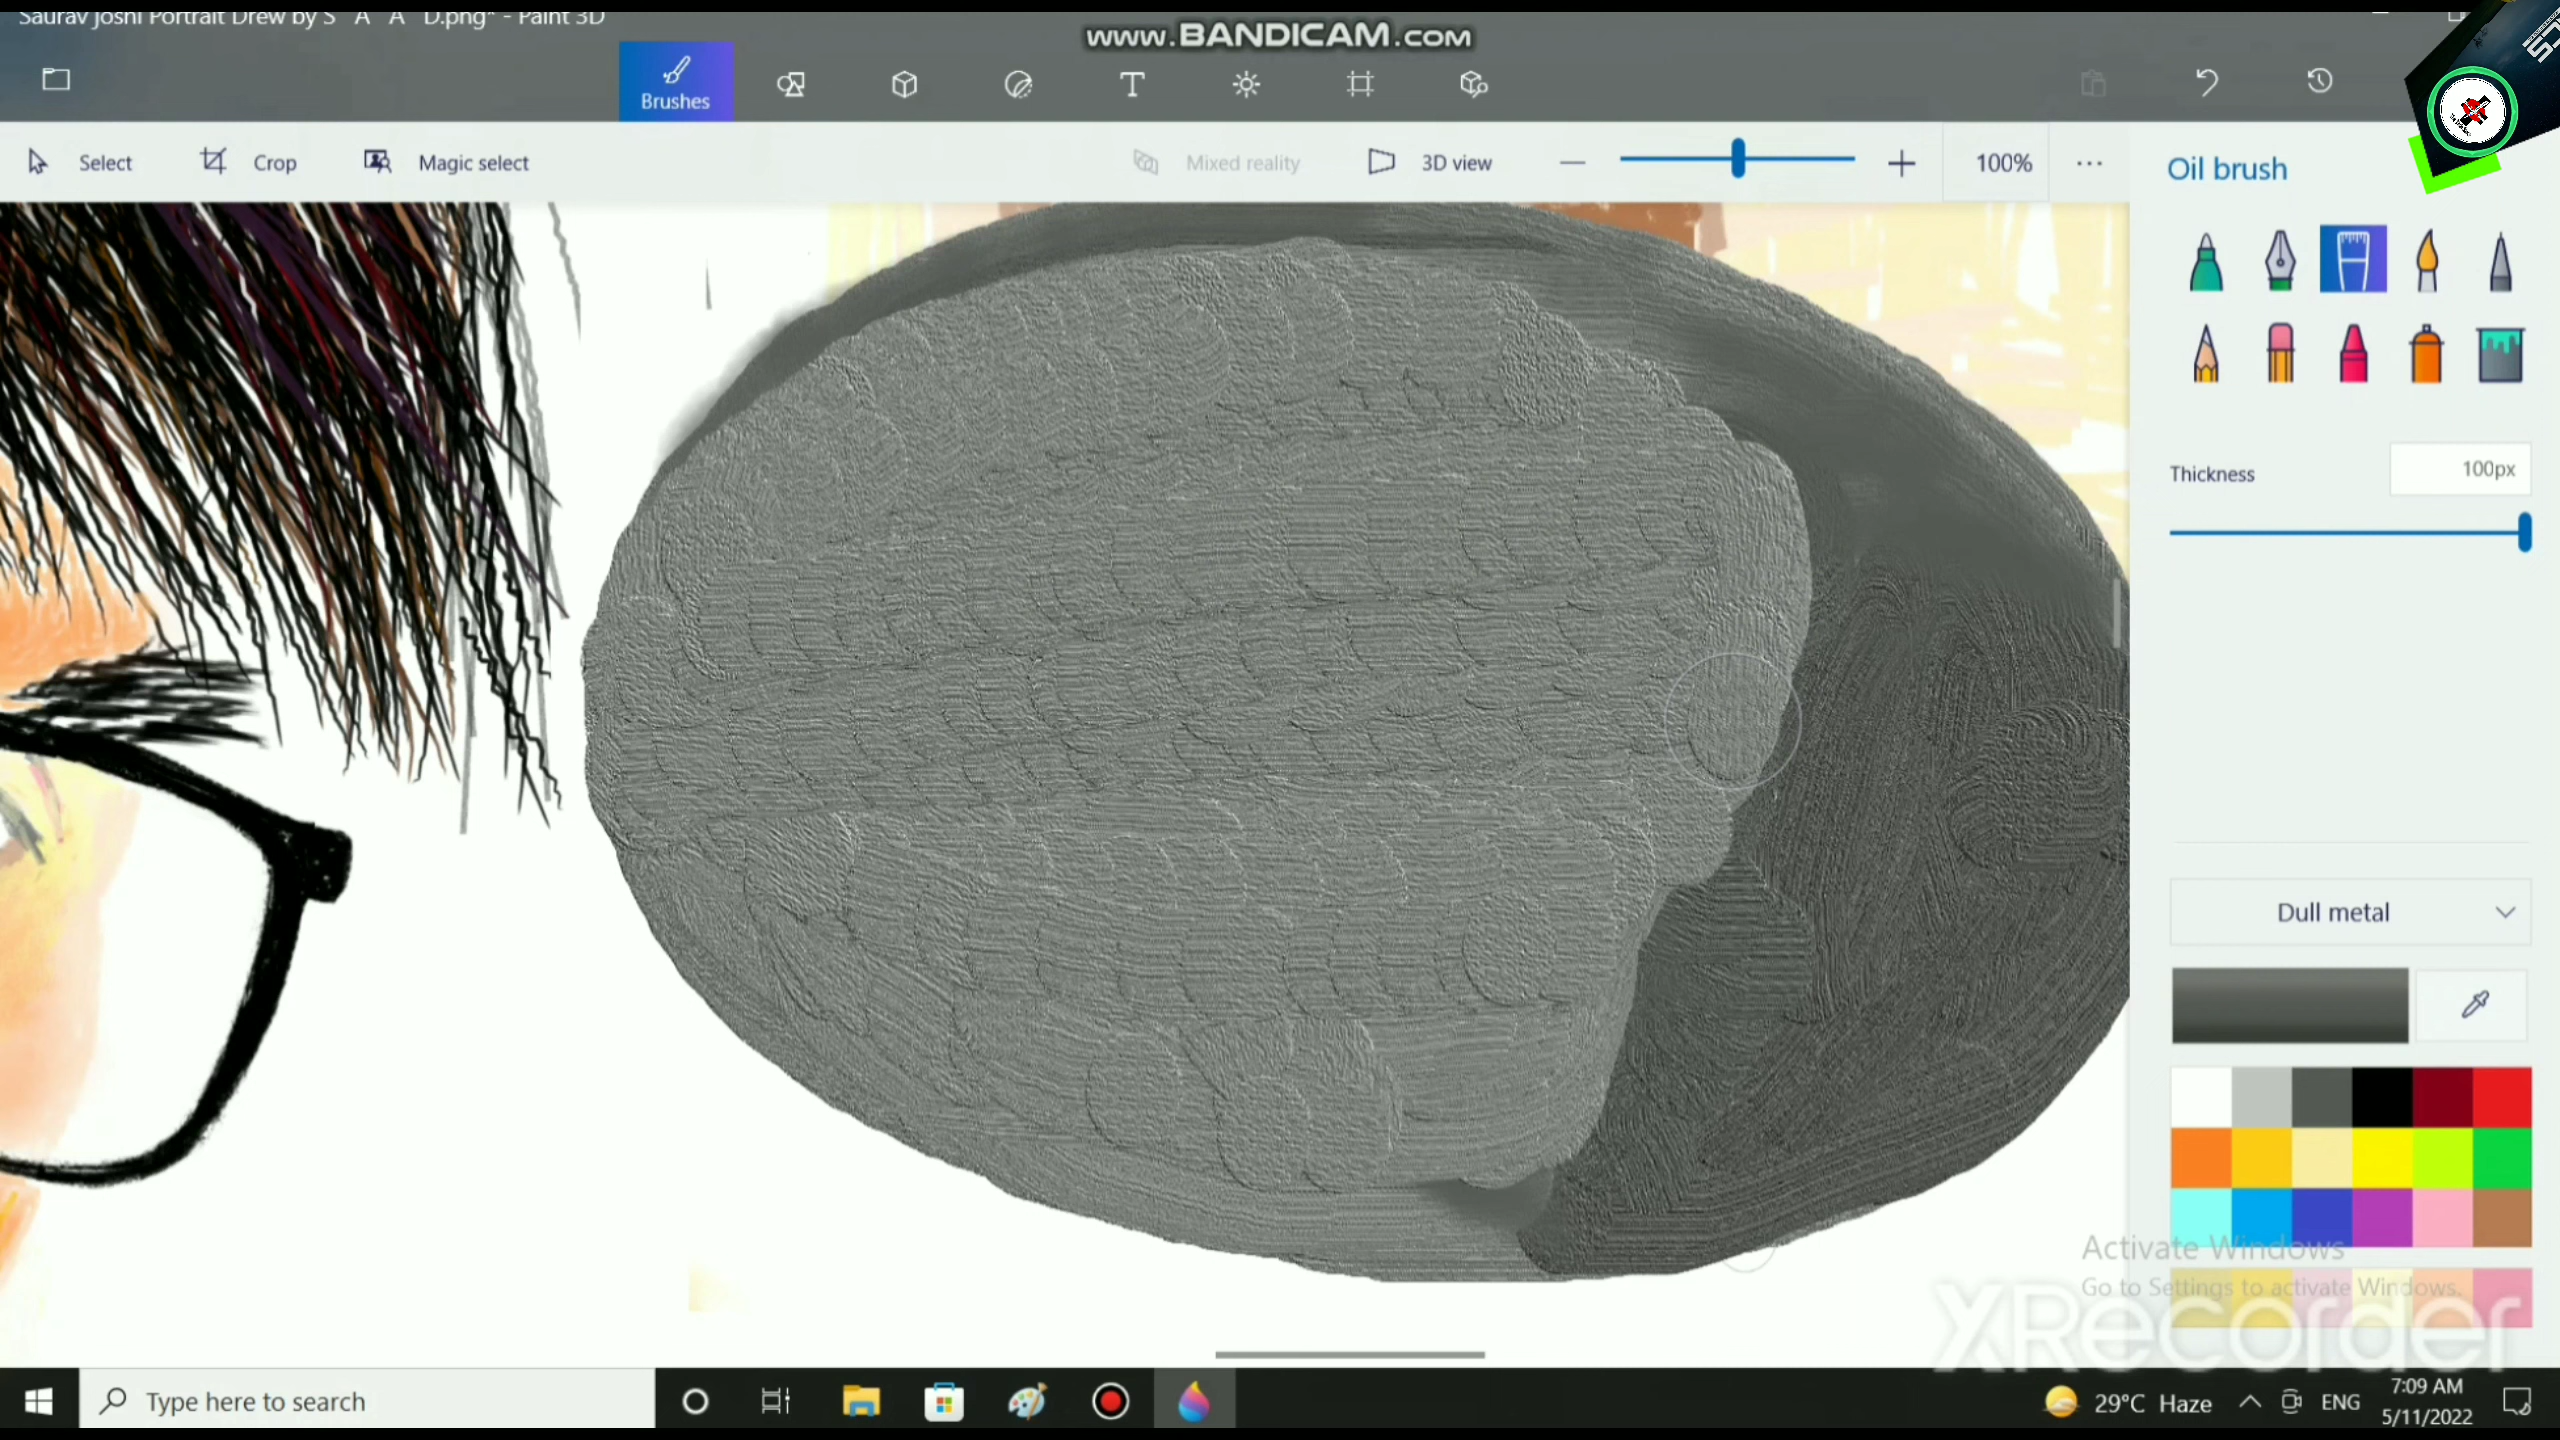 Saurav Joshi Portrait Drew by S A A D.png* - Paint 3D
www.BANDICAM.com
Brushes
T
Select
Crop
Magic select
Mixed reality
3D view
100%
Oil brush
Thickness
100px
Dull metal
Activate Windows
Go to Settings to activate Windows.
XRecorder
Type here to search
29°C Haze
ENG
7:09 AM
5/11/2022